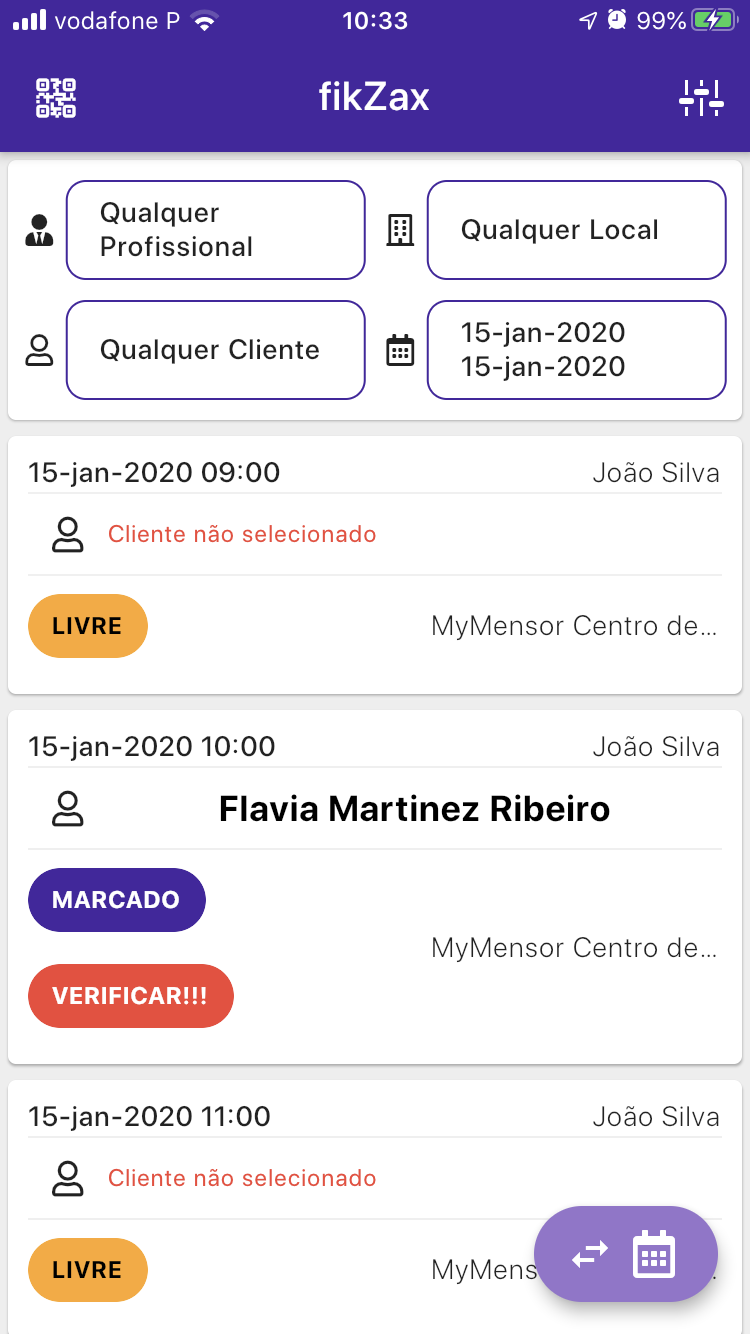 vodafone P 10:33 99%
fikZax
Qualquer
Profissional
Qualquer Local
Qualquer Cliente
15-jan-2020
15-jan-2020
15-jan-2020 09:00 João Silva
Cliente não selecionado
LIVRE MyMensor Centro de...
15-jan-2020 10:00 João Silva
Flavia Martinez Ribeiro
MARCADO
MyMensor Centro de...
VERIFICAR!!!
15-jan-2020 11:00 João Silva
Cliente não selecionado
LIVRE MyMens